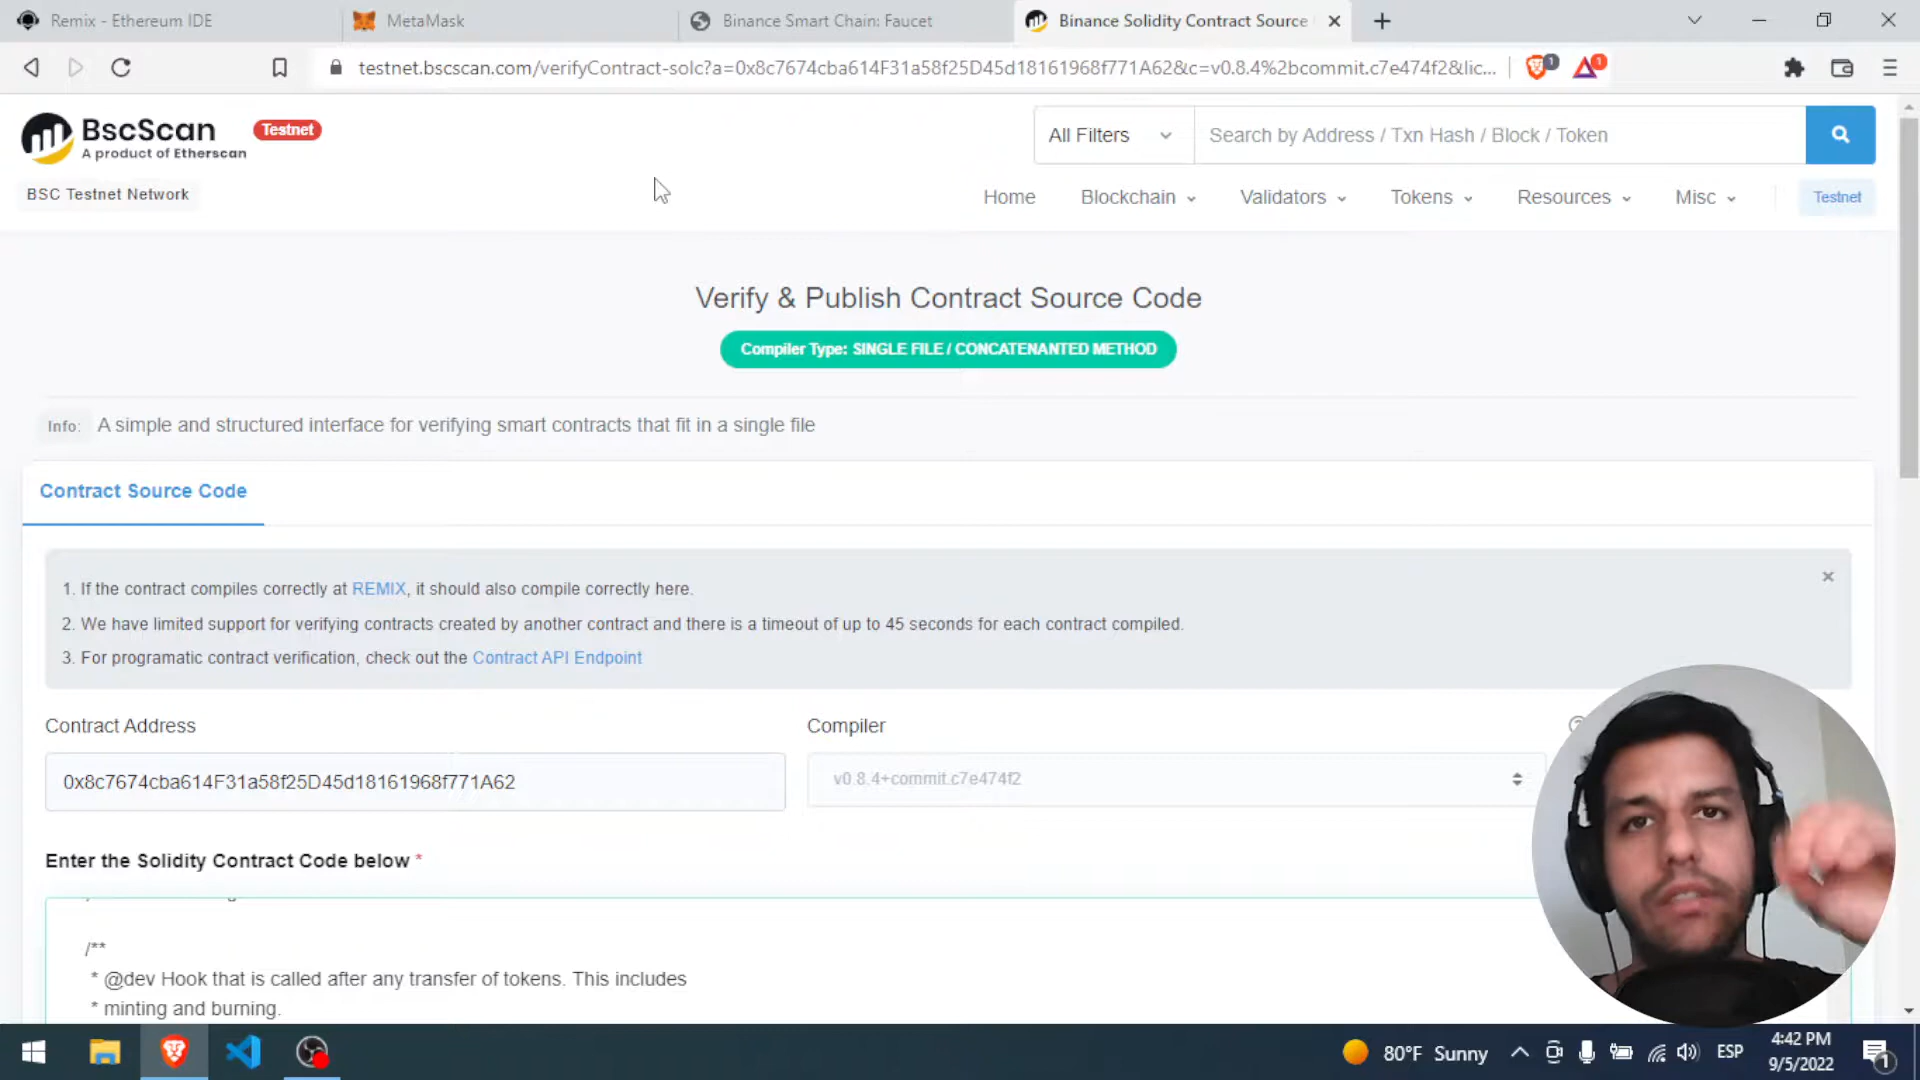 Remix - Ethereum IDE
MetaMask
Binance Smart Chain: Faucet
Binance Solidity Contract Source
testnet.bscscan.com/verifyContract-solc?a=0x8c7674cba614F31a58f25D45d18161968f771A62&c=v0.8.4%2bcommit.c7e474f2&lic...
1
1
BscScan
A product of Etherscan
Testnet
All Filters
Search by Address / Txn Hash / Block / Token
BSC Testnet Network
Home
Blockchain
Validators
Tokens
Resources
Misc
Testnet
Verify & Publish Contract Source Code
Compiler Type: SINGLE FILE / CONCATENANTED METHOD
Info: A simple and structured interface for verifying smart contracts that fit in a single file
Contract Source Code
1. If the contract compiles correctly at REMIX, it should also compile correctly here.
2. We have limited support for verifying contracts created by another contract and there is a timeout of up to 45 seconds for each contract compiled.
3. For programatic contract verification, check out the Contract API Endpoint
Contract Address
Compiler
0x8c7674cba614F31a58f25D45d18161968f771A62
v0.8.4+commit.c7e474f2
Enter the Solidity Contract Code below *
/**
* @dev Hook that is called after any transfer of tokens. This includes
* minting and burning.
80°F Sunny
ESP
4:42 PM
9/5/2022
1